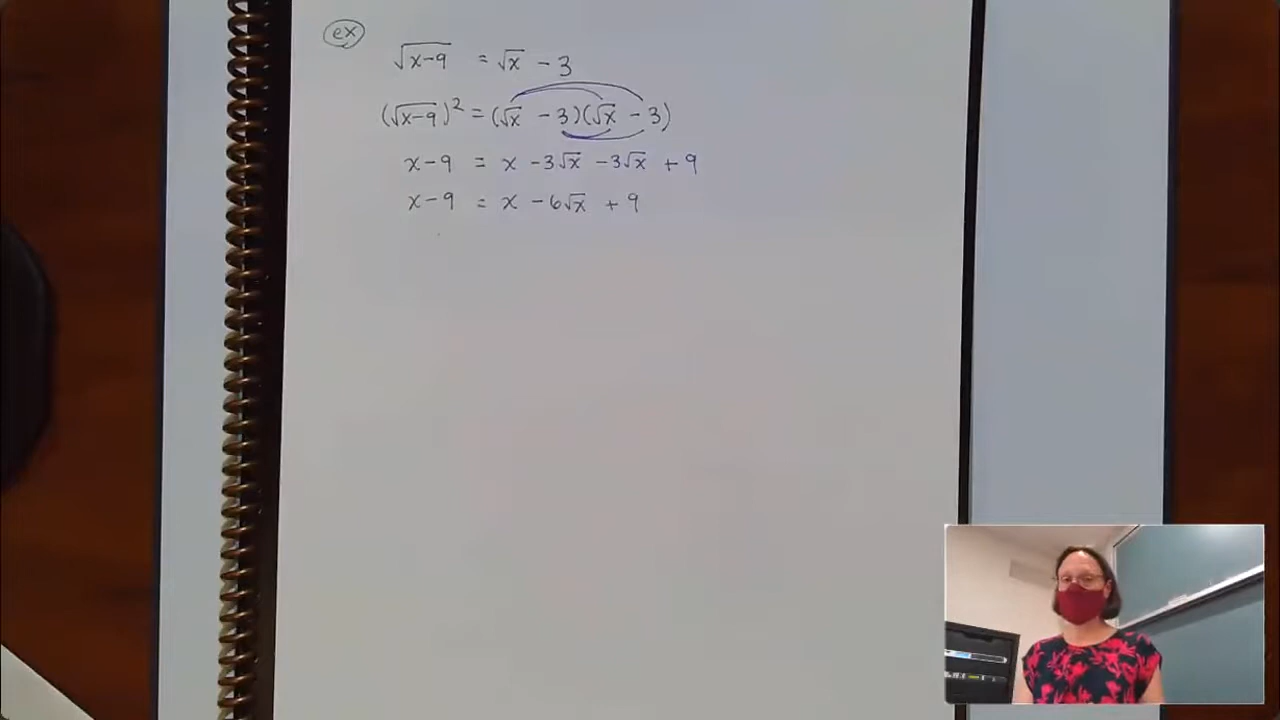 ex
√x-9 = √x - 3
(√x-9)² = (√x - 3)(√x - 3)
x-9 = x -3√x -3√x + 9
x-9 = x -6√x + 9